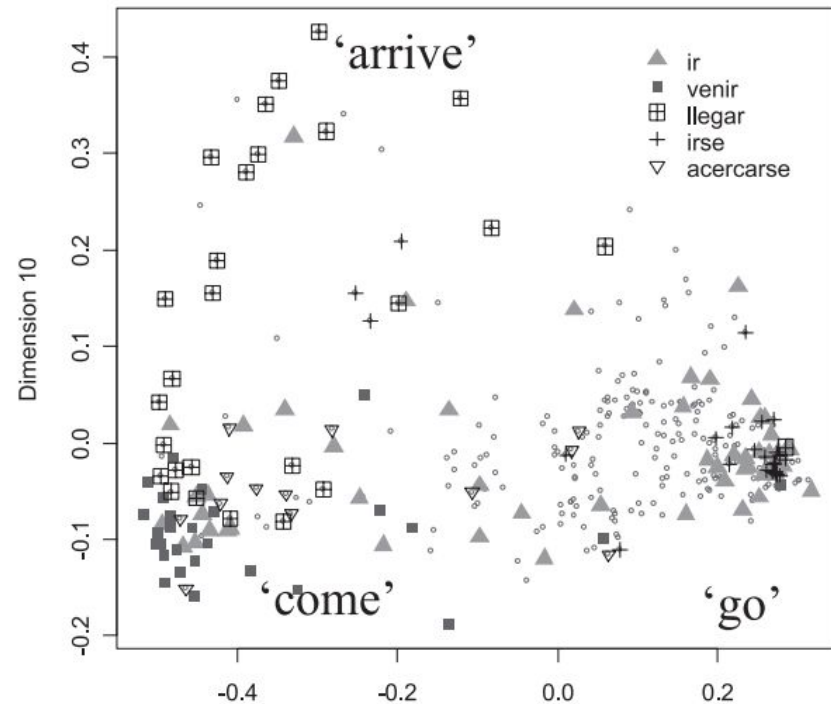 ‘arrive’
ir
venir
llegar
irse
acercarse
Dimension 10
0.4
0.3
0.2
0.1
0.0
-0.1
-0.2
‘come’
‘go’
-0.4
-0.2
0.0
0.2